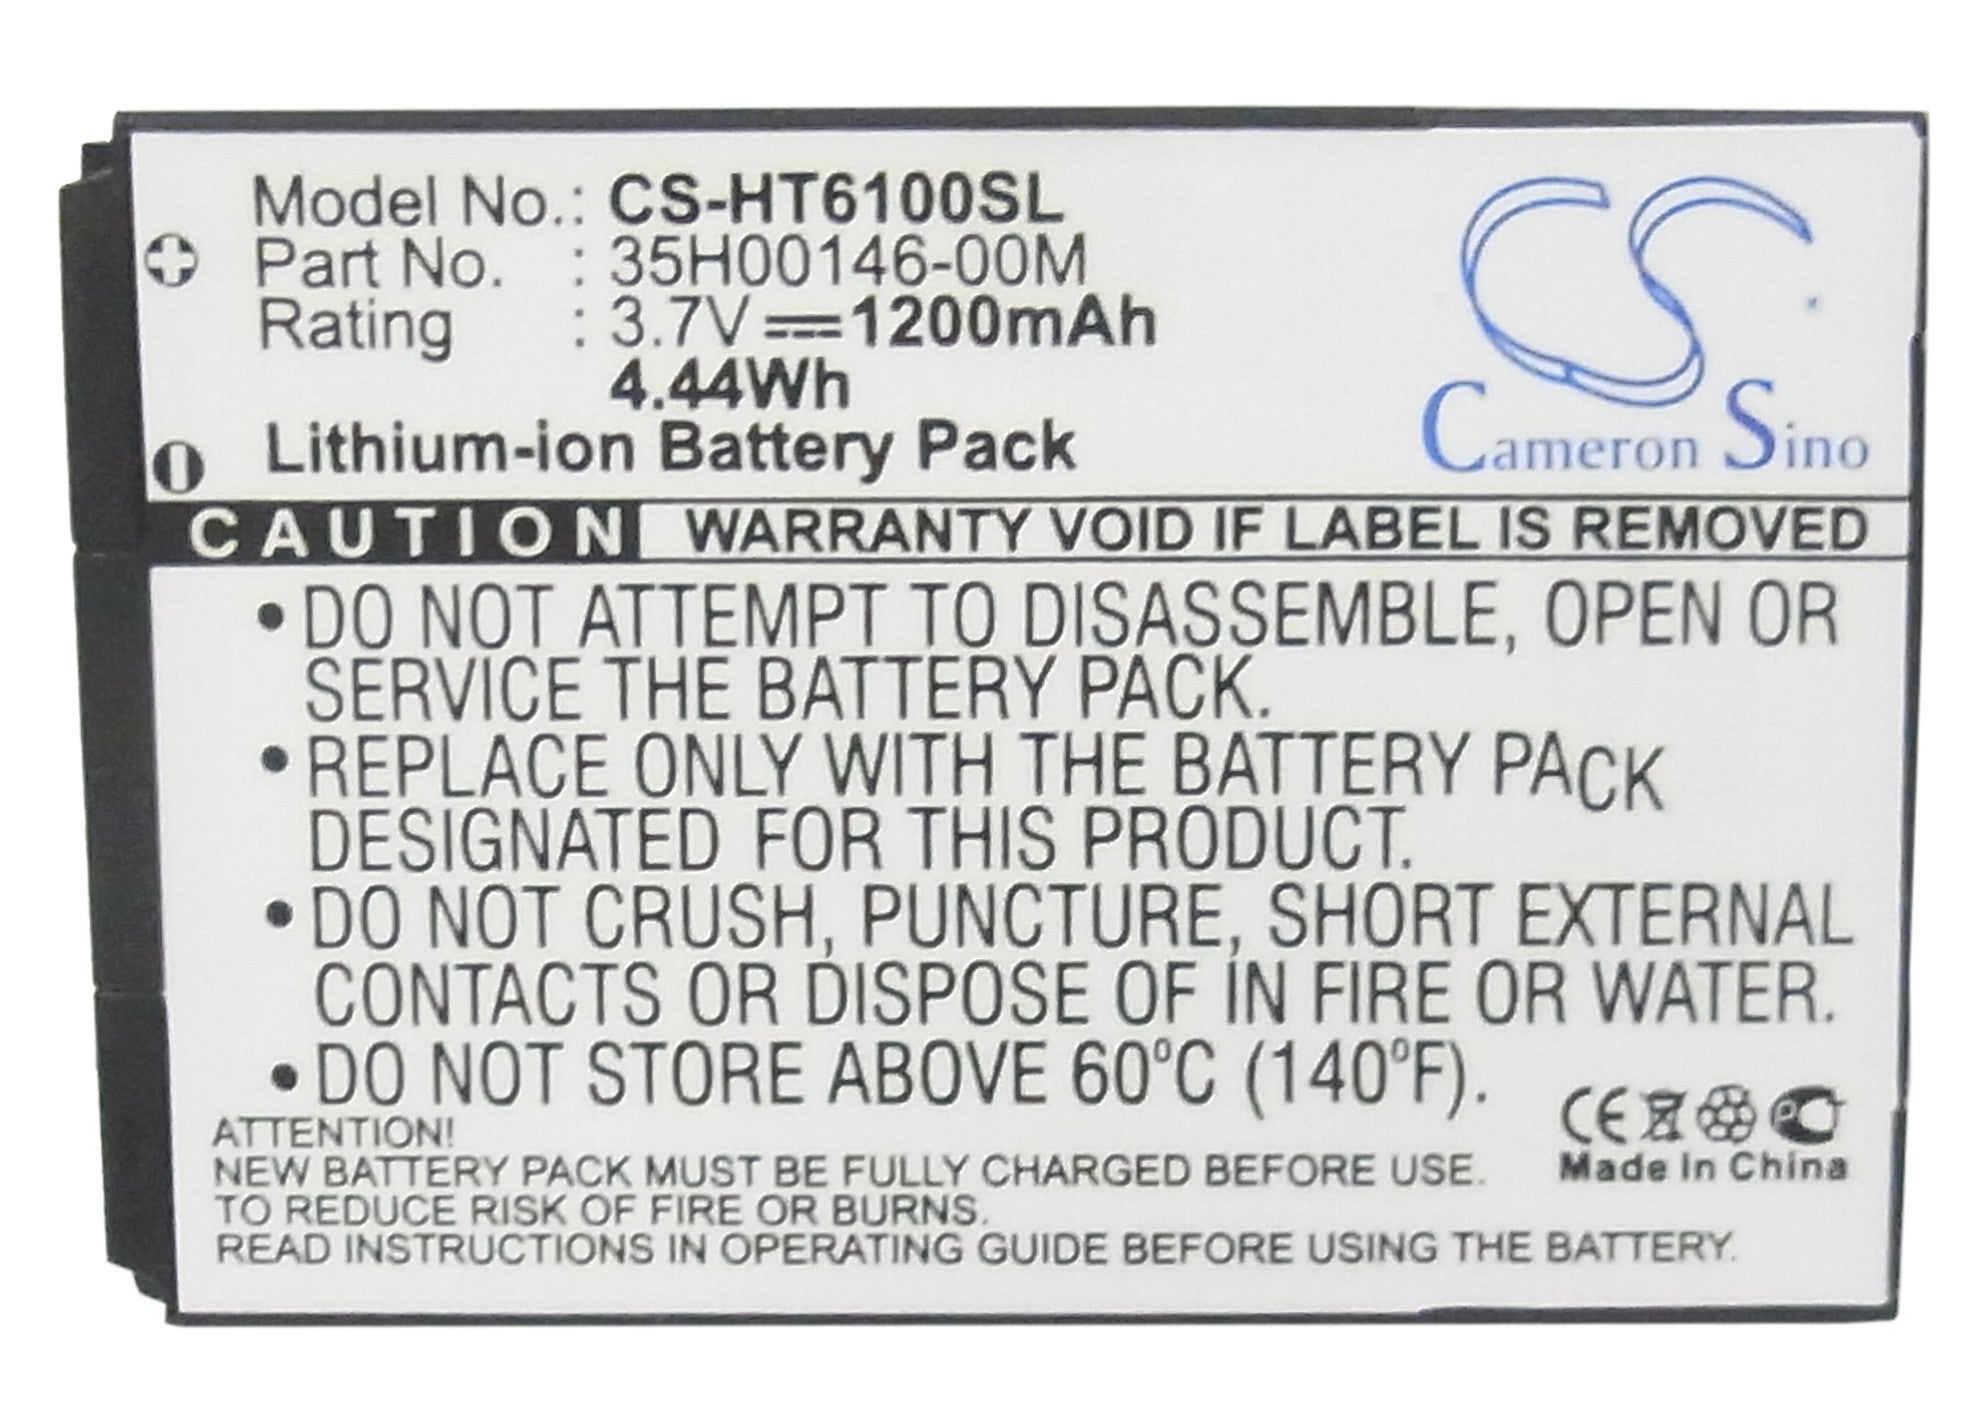 Model No.: CS-HT6100SL
Part No. : 35H00146-00M
Rating : 3.7V 1200mAh
4.44Wh
Lithium-ion Battery Pack
CS
Cameron Sino
CAUTION WARRANTY VOID IF LABEL IS REMOVED
• DO NOT ATTEMPT TO DISASSEMBLE, OPEN OR
SERVICE THE BATTERY PACK.
• REPLACE ONLY WITH THE BATTERY PACK
DESIGNATED FOR THIS PRODUCT.
• DO NOT CRUSH, PUNCTURE, SHORT EXTERNAL
CONTACTS OR DISPOSE OF IN FIRE OR WATER.
• DO NOT STORE ABOVE 60°C (140°F).
ATTENTION!
NEW BATTERY PACK MUST BE FULLY CHARGED BEFORE USE.
TO REDUCE RISK OF FIRE OR BURNS.
READ INSTRUCTIONS IN OPERATING GUIDE BEFORE USING THE BATTERY.
CE
Made In China